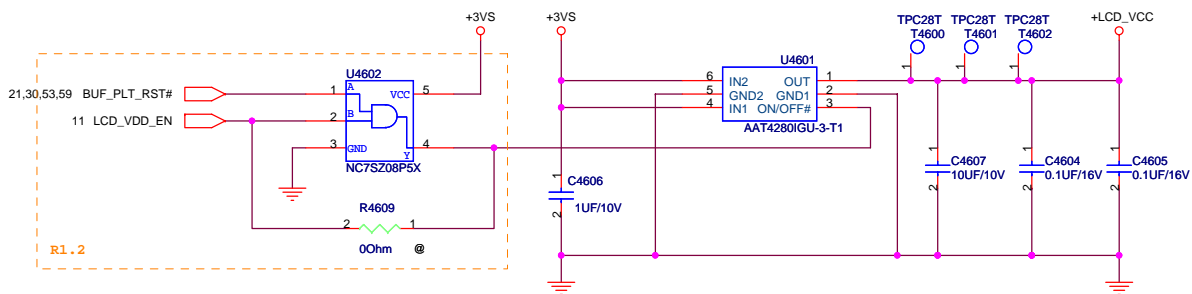 +3VS
+3VS
TPC28T
T4600
TPC28T
T4601
TPC28T
T4602
+LCD_VCC
U4602
U4601
21,30,53,59 BUF_PLT_RST#
1 A VCC 5
11 LCD_VDD_EN
2 B
3 GND Y 4
NC7SZ08P5X
6 IN2 OUT 1
5 GND2 GND1 2
4 IN1 ON/OFF# 3
AAT4280IGU-3-T1
1
1
1
1 C4606 2
1UF/10V
1 C4607 2
10UF/10V
1 C4604 2
0.1UF/16V
1 C4605 2
0.1UF/16V
R4609
2 1
0Ohm @
R1.2